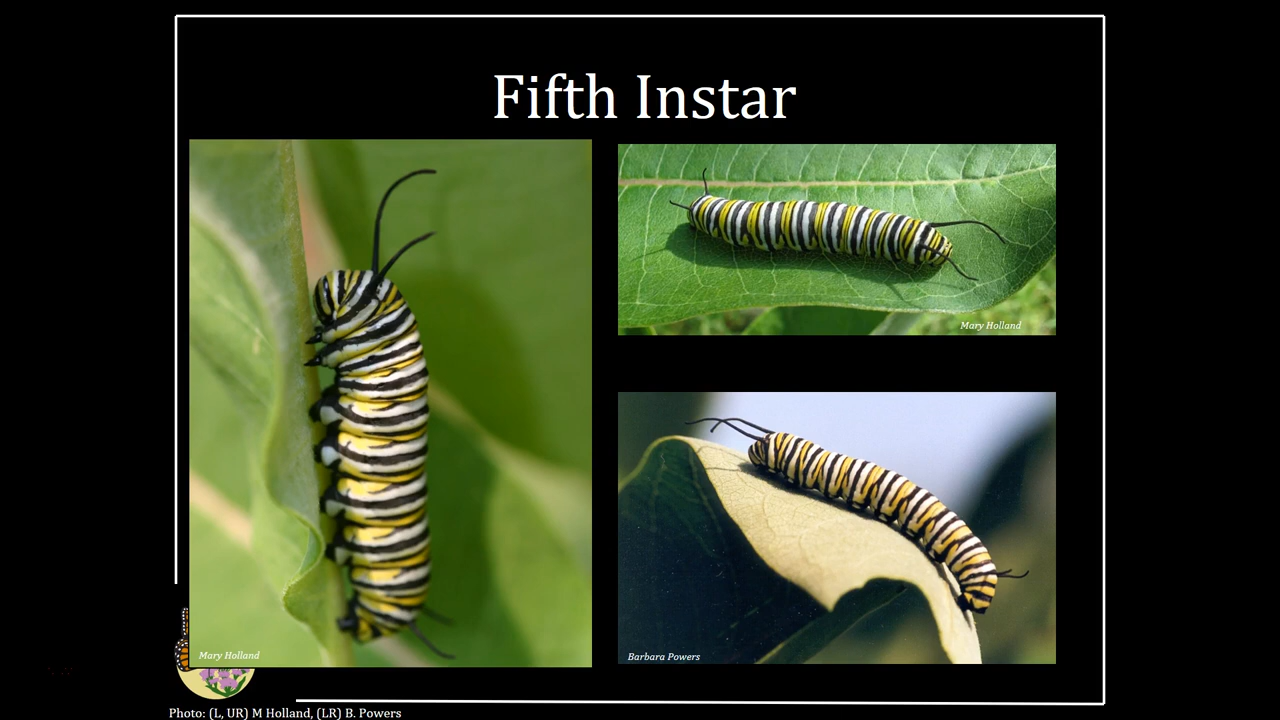 Fifth Instar
Mary Holland
Mary Holland
Barbara Powers
Photo: (L, UR) M Holland, (LR) B. Powers